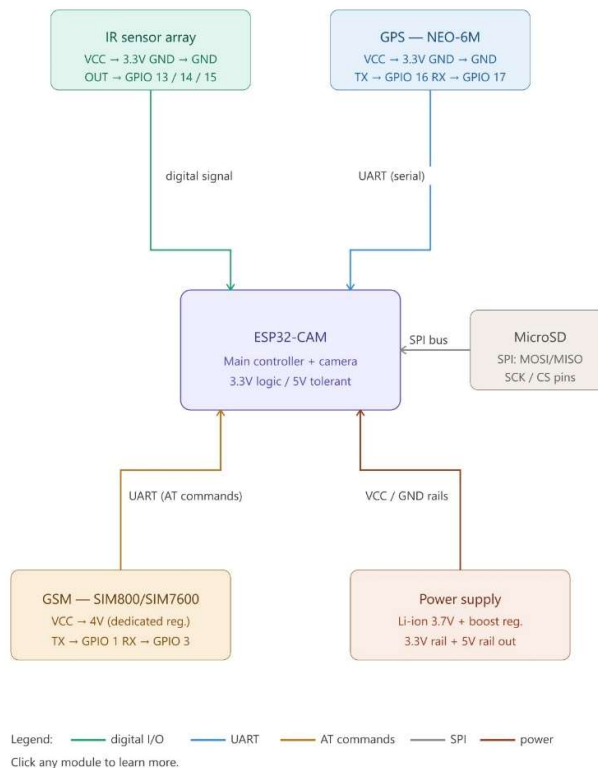 IR sensor array
VCC → 3.3V GND → GND
OUT → GPIO 13 / 14 / 15
GPS — NEO-6M
VCC → 3.3V GND → GND
TX → GPIO 16 RX → GPIO 17
digital signal
UART (serial)
ESP32-CAM
Main controller + camera
3.3V logic / 5V tolerant
SPI bus
MicroSD
SPI: MOSI/MISO
SCK / CS pins
UART (AT commands)
VCC / GND rails
GSM — SIM800/SIM7600
VCC → 4V (dedicated reg.)
TX → GPIO 1 RX → GPIO 3
Power supply
Li-ion 3.7V + boost reg.
3.3V rail + 5V rail out
Legend: digital I/O UART AT commands SPI power
Click any module to learn more.